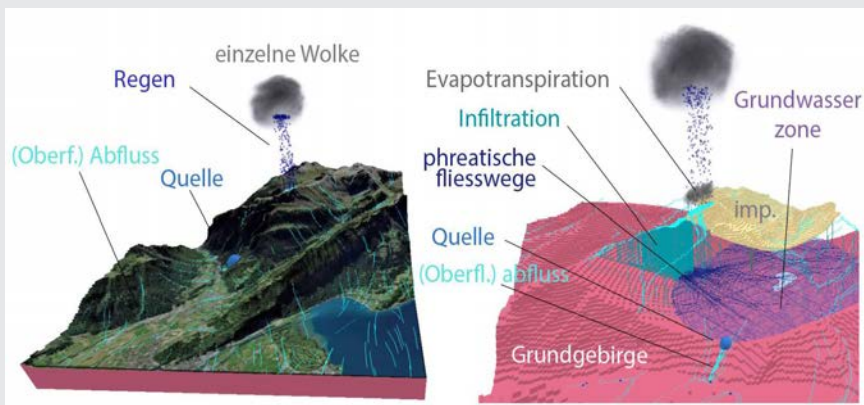 einzelne Wolke
Regen
(Oberf.) Abfluss
Quelle
Evapotranspiration
Infiltration
phreatische
fliesswege
Quelle
(Oberfl.) abfluss
Grundgebirge
Grundwasser
zone
imp.